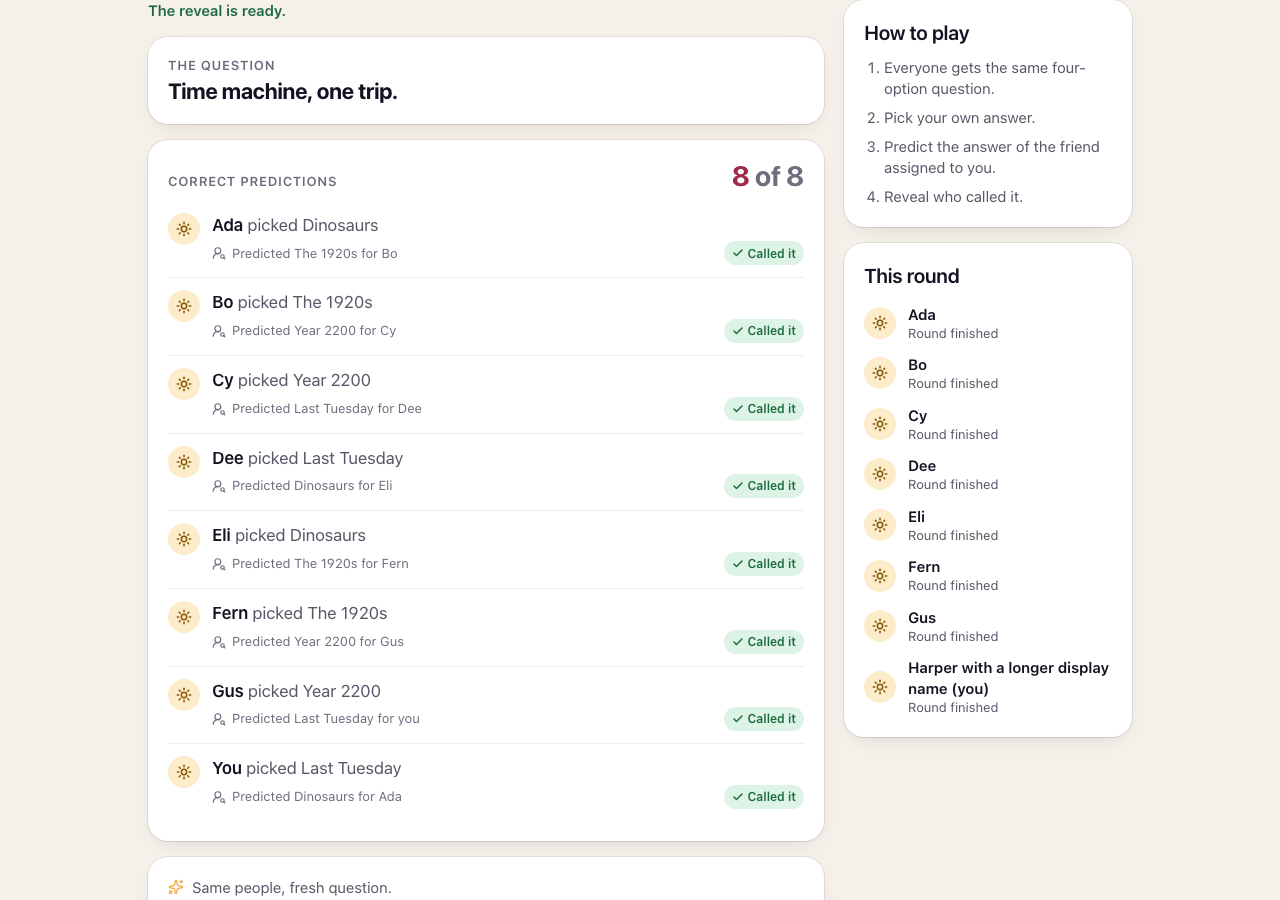 The reveal is ready.
THE QUESTION
Time machine, one trip.
CORRECT PREDICTIONS
8 of 8
Ada picked Dinosaurs
Predicted The 1920s for Bo
Called it
Bo picked The 1920s
Predicted Year 2200 for Cy
Called it
Cy picked Year 2200
Predicted Last Tuesday for Dee
Called it
Dee picked Last Tuesday
Predicted Dinosaurs for Eli
Called it
Eli picked Dinosaurs
Predicted The 1920s for Fern
Called it
Fern picked The 1920s
Predicted Year 2200 for Gus
Called it
Gus picked Year 2200
Predicted Last Tuesday for you
Called it
You picked Last Tuesday
Predicted Dinosaurs for Ada
Called it
Same people, fresh question.
How to play
1. Everyone gets the same four-
option question.
2. Pick your own answer.
3. Predict the answer of the friend
assigned to you.
4. Reveal who called it.
This round
Ada
Round finished
Bo
Round finished
Cy
Round finished
Dee
Round finished
Eli
Round finished
Fern
Round finished
Gus
Round finished
Harper with a longer display
name (you)
Round finished